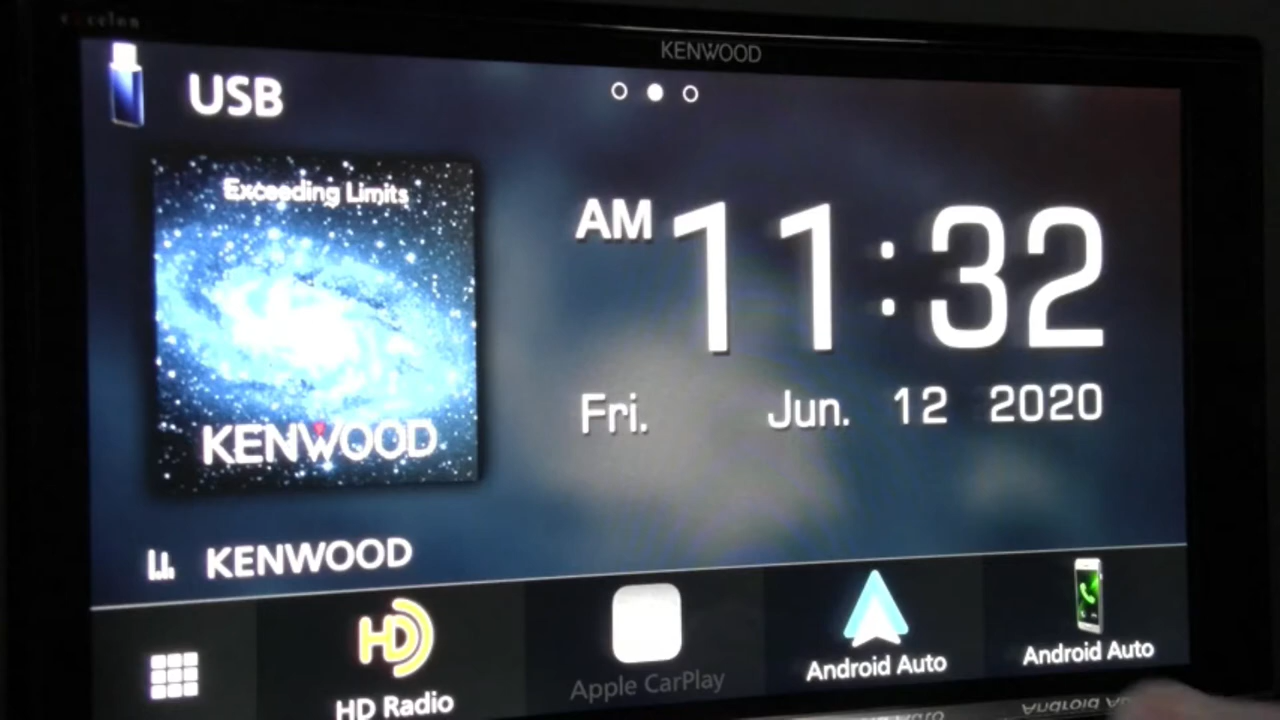 excelon
KENWOOD
USB
Exceeding Limits
KENWOOD
AM 11:32
Fri. Jun. 12 2020
KENWOOD
HD
HD Radio
Apple CarPlay
Android Auto
Android Auto